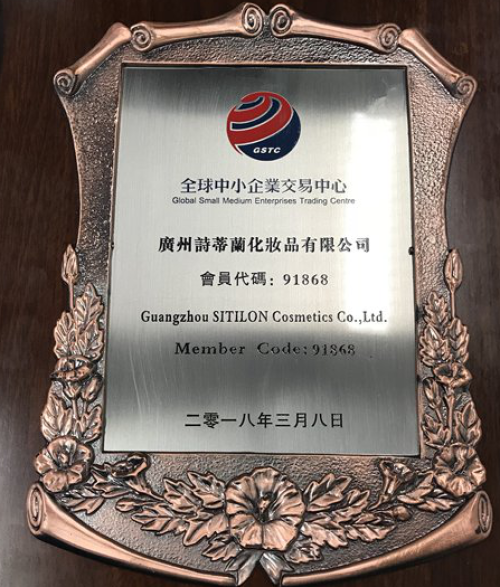 GSTC
全球中小企業交易中心
Global Small Medium Enterprises Trading Centre
廣州詩蒂蘭化妝品有限公司
會員代碼: 91868
Guangzhou SITILON Cosmetics Co.,Ltd.
Member Code:91868
二零一八年三月八日